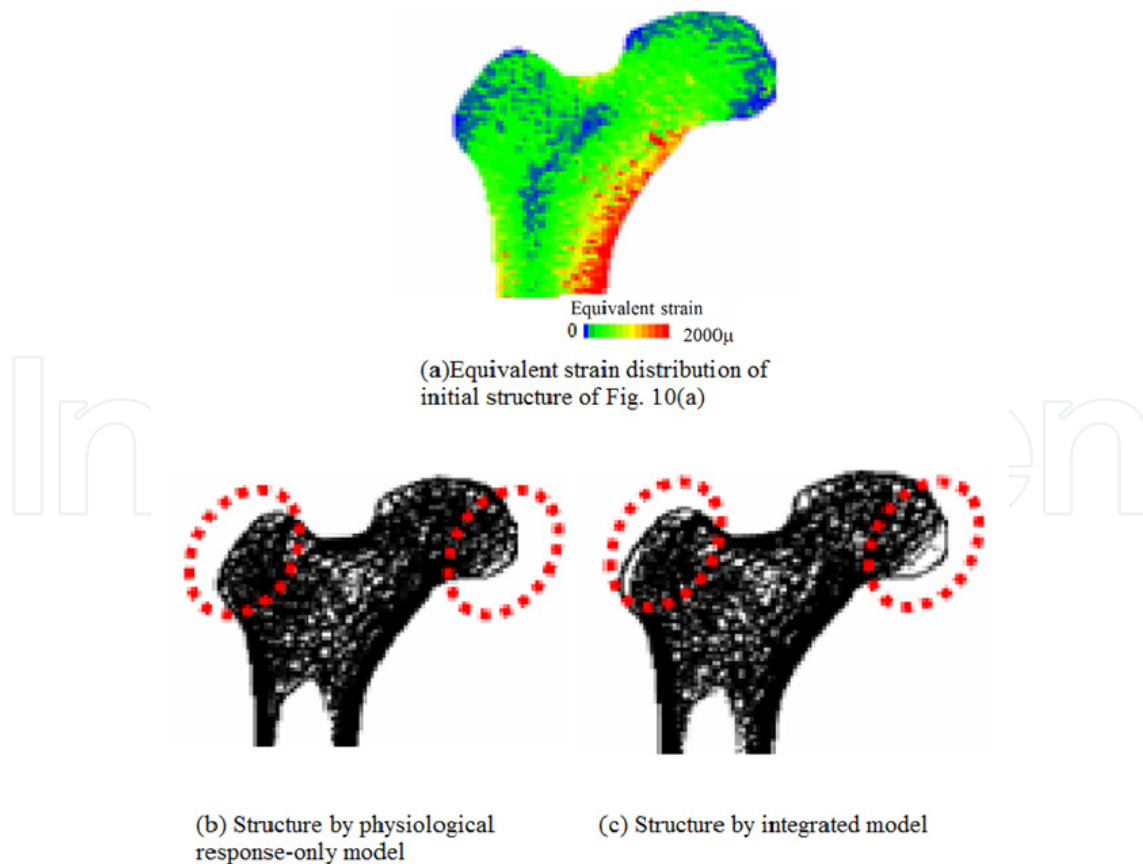 Equivalent strain
0 2000μ
(a)Equivalent strain distribution of
initial structure of Fig. 10(a)
(b) Structure by physiological
response-only model
(c) Structure by integrated model